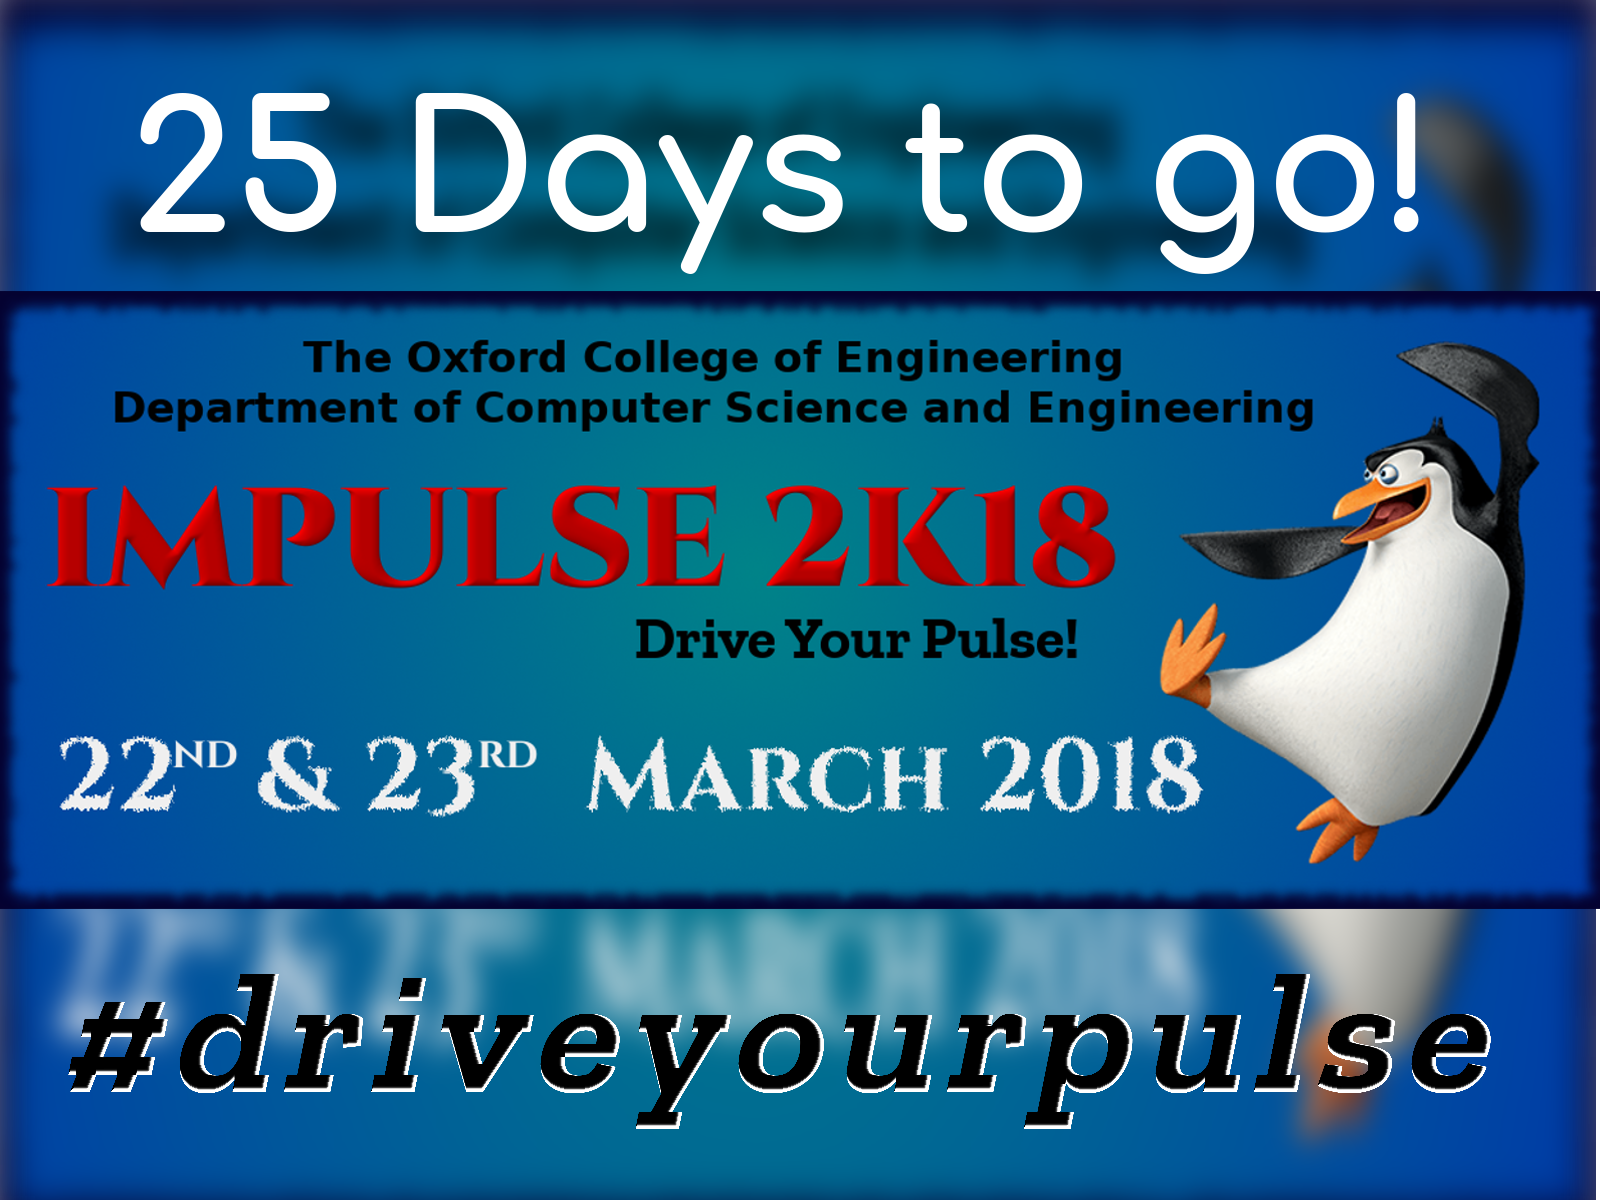 25 Days to go!
The Oxford College of Engineering
Department of Computer Science and Engineering
IMPULSE 2K18
Drive Your Pulse!
22ND & 23RD March 2018
#driveyourpulse